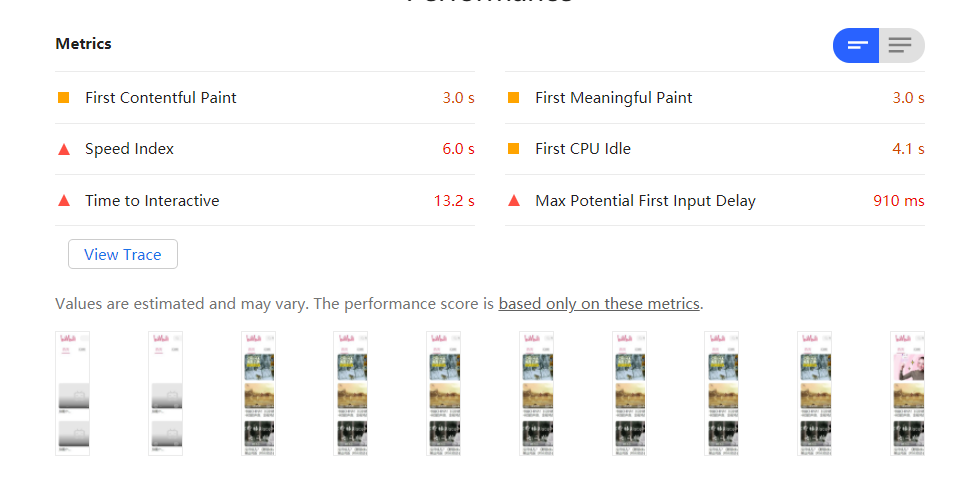 Performance
Metrics
First Contentful Paint 3.0 s
First Meaningful Paint 3.0 s
Speed Index 6.0 s
First CPU Idle 4.1 s
Time to Interactive 13.2 s
Max Potential First Input Delay 910 ms
View Trace
Values are estimated and may vary. The performance score is based only on these metrics.